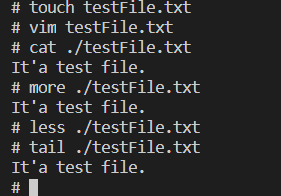 # touch testFile.txt
# vim testFile.txt
# cat ./testFile.txt
It'a test file.
# more ./testFile.txt
It'a test file.
# less ./testFile.txt
# tail ./testFile.txt
It'a test file.
#